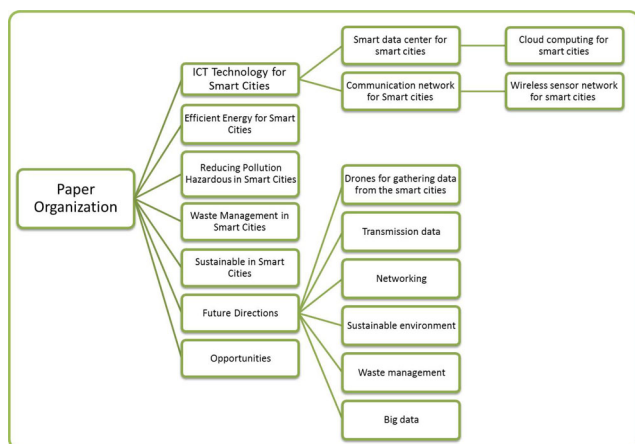 Paper
Organization
ICT Technology for
Smart Cities
Smart data center for
smart cities
Cloud computing for
smart cities
Communication network
for Smart cities
Wireless sensor network
for smart cities
Efficient Energy for Smart
Cities
Reducing Pollution
Hazardous in Smart Cities
Waste Management in
Smart Cities
Sustainable in Smart
Cities
Future Directions
Drones for gathering data
from the smart cities
Transmission data
Networking
Sustainable environment
Waste management
Big data
Opportunities